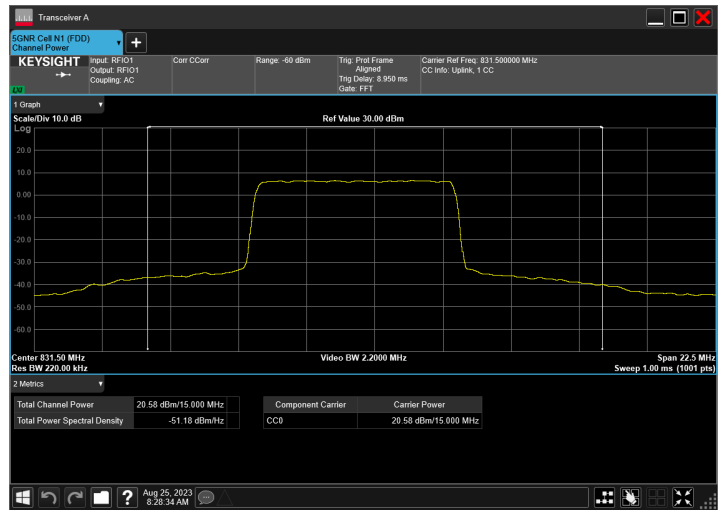 Transceiver A
5GNR Cell N1 (FDD)
Channel Power
KEYSIGHT
LXI
Input: RFIO1
Output: RFIO1
Coupling: AC
Corr CCorr
Range: -60 dBm
Trig: Prot Frame
Aligned
Trig Delay: 8.950 ms
Gate: FFT
Carrier Ref Freq: 831.500000 MHz
CC Info: Uplink, 1 CC
1 Graph
Scale/Div 10.0 dB
Ref Value 30.00 dBm
Log
20.0
10.0
0.00
-10.0
-20.0
-30.0
-40.0
-50.0
-60.0
Center 831.50 MHz
Video BW 2.2000 MHz
Span 22.5 MHz
Res BW 220.00 kHz
Sweep 1.00 ms (1001 pts)
2 Metrics
Total Channel Power 20.58 dBm/15.000 MHz
Total Power Spectral Density -51.18 dBm/Hz
Component Carrier Carrier Power
CC0 20.58 dBm/15.000 MHz
Aug 25, 2023
8:28:34 AM